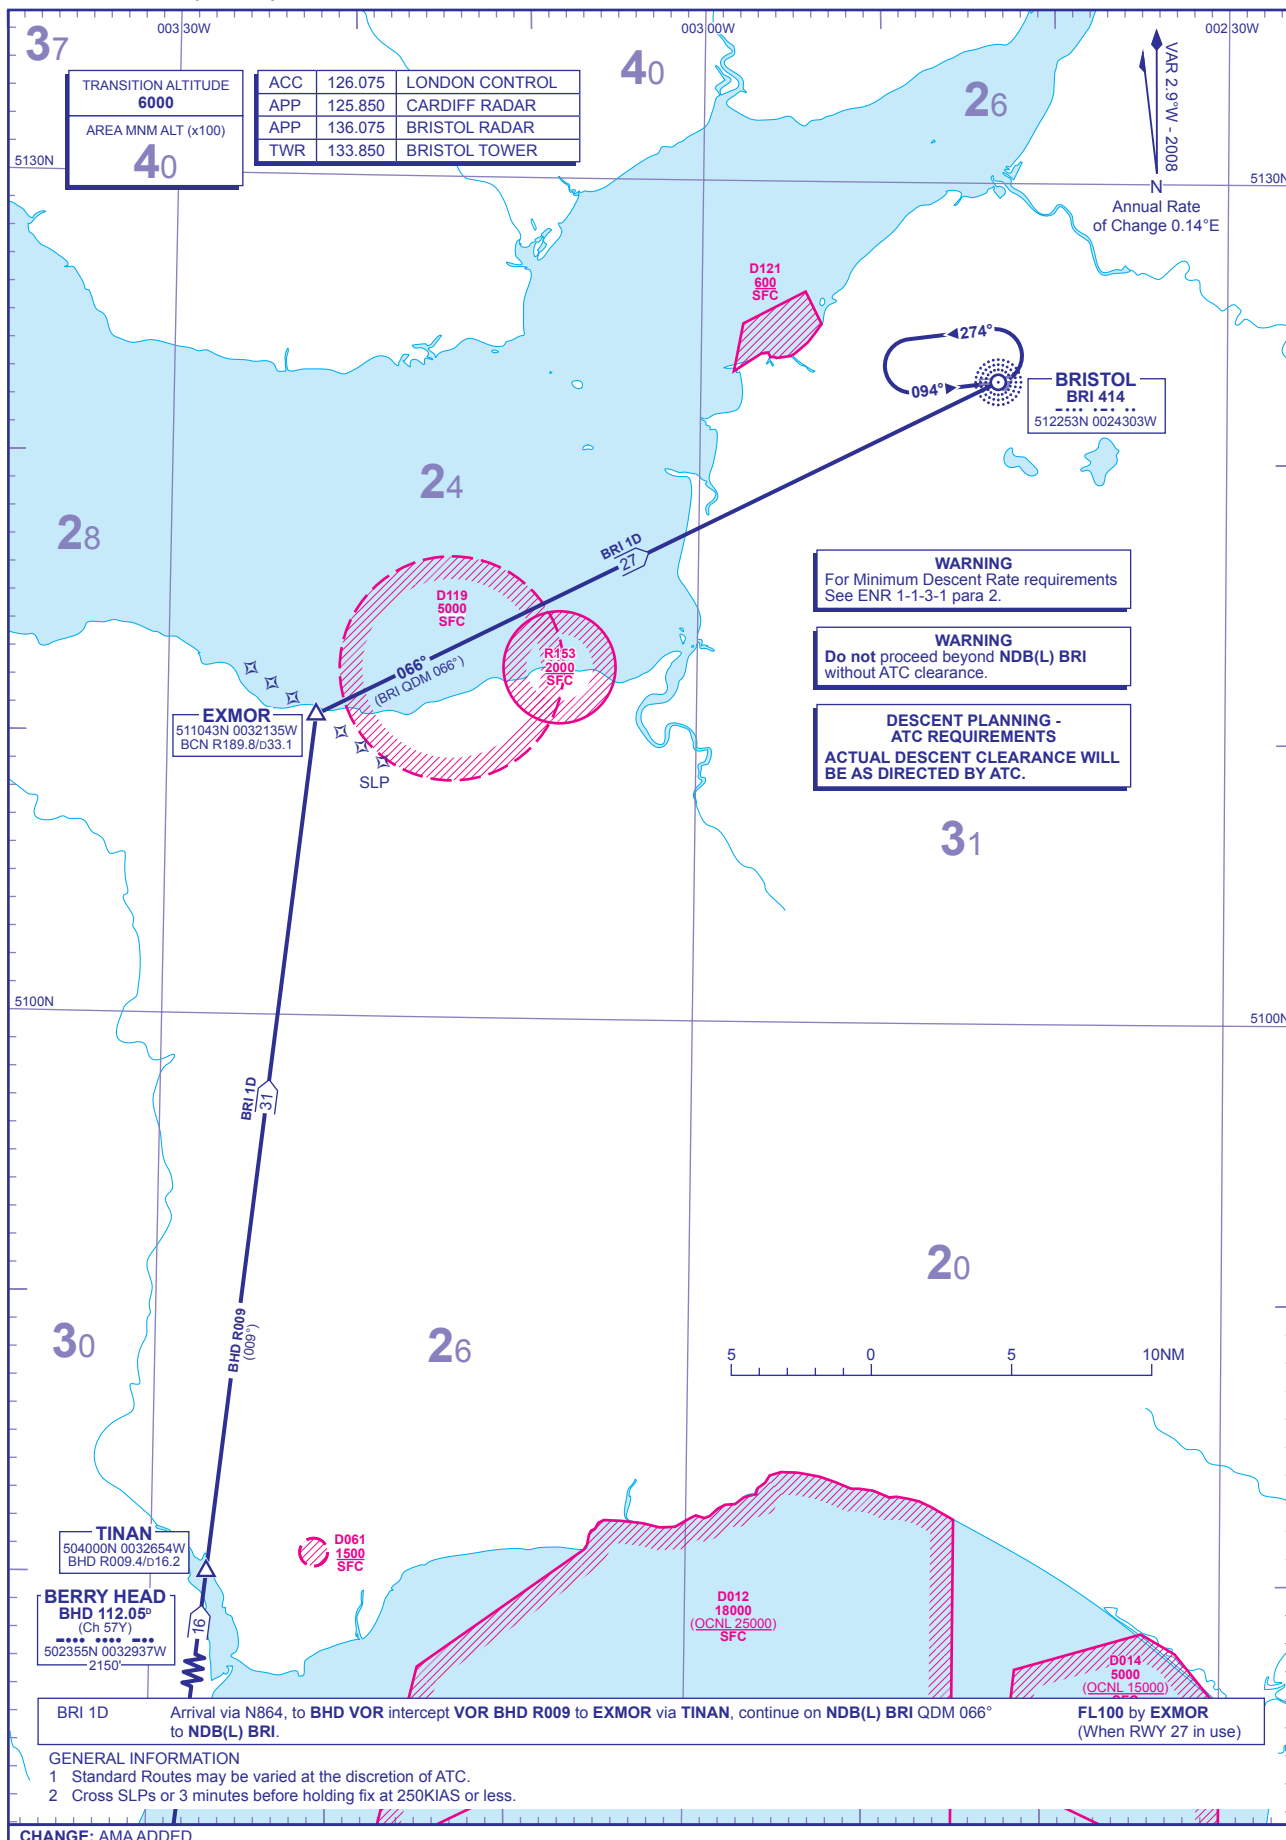 003 30W
003 00W
002 30W
37
40
26
TRANSITION ALTITUDE
6000
AREA MNM ALT (x100)
40
ACC 126.075 LONDON CONTROL
APP 125.850 CARDIFF RADAR
APP 136.075 BRISTOL RADAR
TWR 133.850 BRISTOL TOWER
VAR 2.9°W - 2008
N
Annual Rate
of Change 0.14°E
5130N
5130N
D121
600
SFC
274°
094°
BRISTOL
BRI 414
512253N 0024303W
24
28
BRI 1D
27
D119
5000
SFC
R153
2000
SFC
066°
(BRI QDM 066°)
EXMOR
511043N 0032135W
BCN R189.8/D33.1
SLP
WARNING
For Minimum Descent Rate requirements
See ENR 1-1-3-1 para 2.
WARNING
Do not proceed beyond NDB(L) BRI
without ATC clearance.
DESCENT PLANNING -
ATC REQUIREMENTS
ACTUAL DESCENT CLEARANCE WILL
BE AS DIRECTED BY ATC.
31
5100N
5100N
BRI 1D
31
20
30
26
BHD R009
(009°)
5 0 5 10NM
TINAN
504000N 0032654W
BHD R009.4/D16.2
D061
1500
SFC
BERRY HEAD
BHD 112.05D
(Ch 57Y)
502355N 0032937W
2150'
16
D012
18000
(OCNL 25000)
SFC
D014
5000
(OCNL 15000)
SFC
BRI 1D Arrival via N864, to BHD VOR intercept VOR BHD R009 to EXMOR via TINAN, continue on NDB(L) BRI QDM 066° FL100 by EXMOR
to NDB(L) BRI. (When RWY 27 in use)
GENERAL INFORMATION
1 Standard Routes may be varied at the discretion of ATC.
2 Cross SLPs or 3 minutes before holding fix at 250KIAS or less.
CHANGE: AMA ADDED